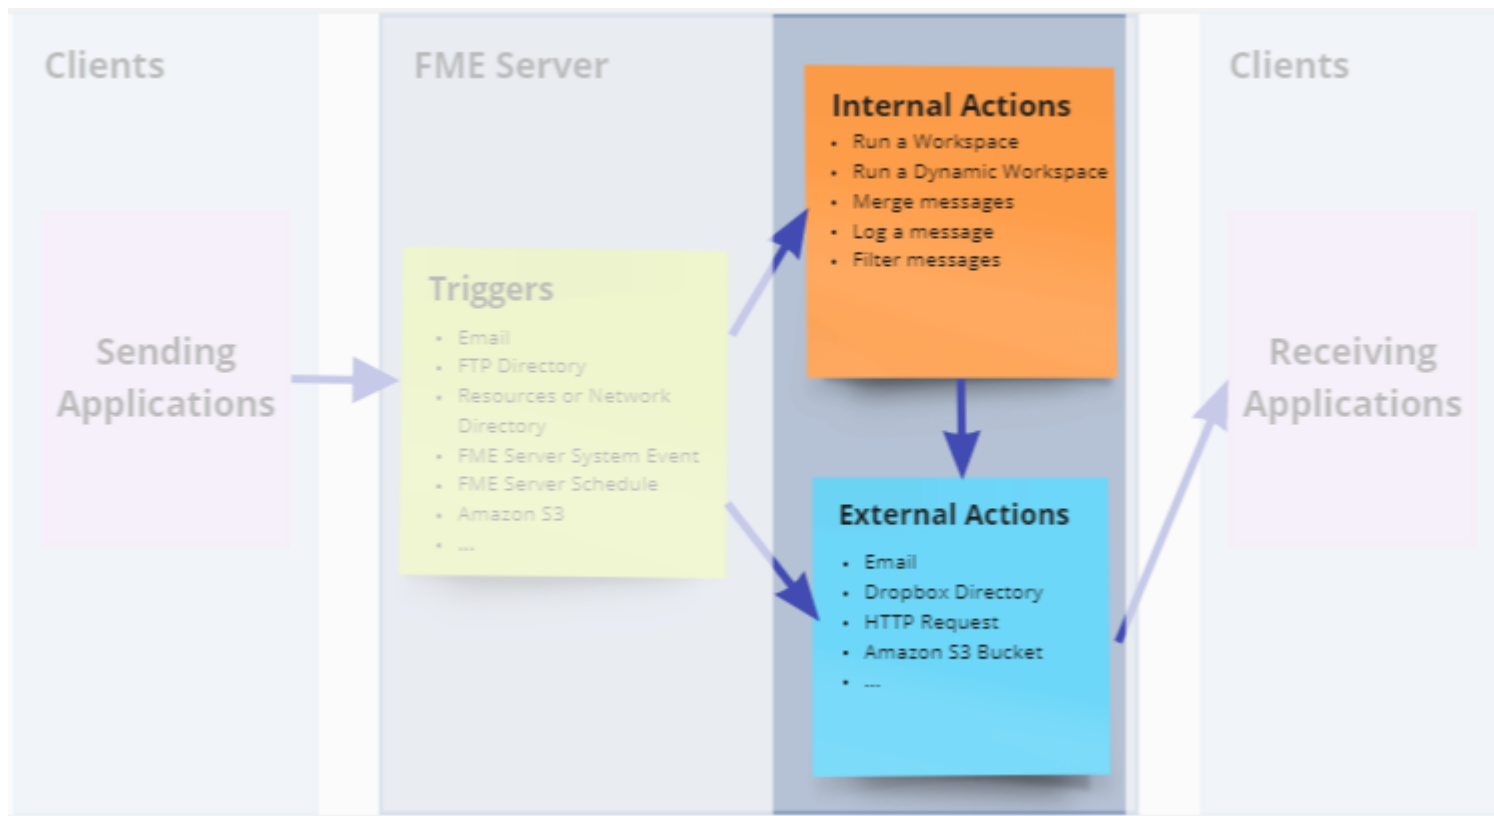 Clients
Sending
Applications
FME Server
Triggers
• Email
• FTP Directory
• Resources or Network
Directory
• FME Server System Event
• FME Server Schedule
• Amazon S3
• ---
Internal Actions
• Run a Workspace
• Run a Dynamic Workspace
• Merge messages
• Log a message
• Filter messages
External Actions
• Email
• Dropbox Directory
• HTTP Request
• Amazon S3 Bucket
• ---
Clients
Receiving
Applications